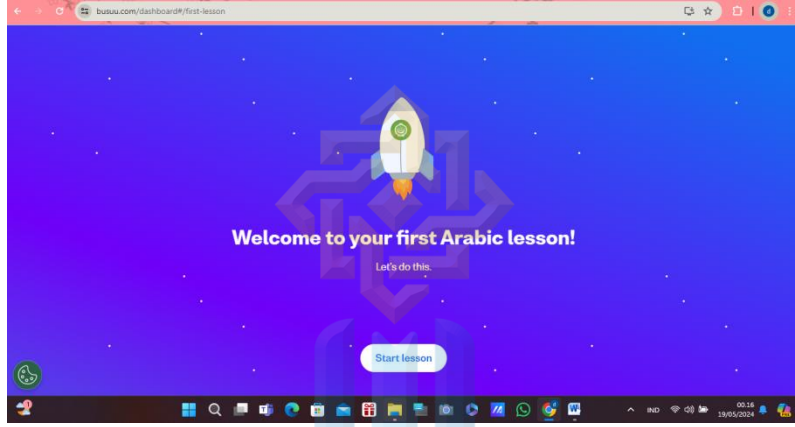 busuu.com/dashboard#/first-lesson
Welcome to your first Arabic lesson!
Let's do this.
Start lesson
IND
00.16
19/05/2024